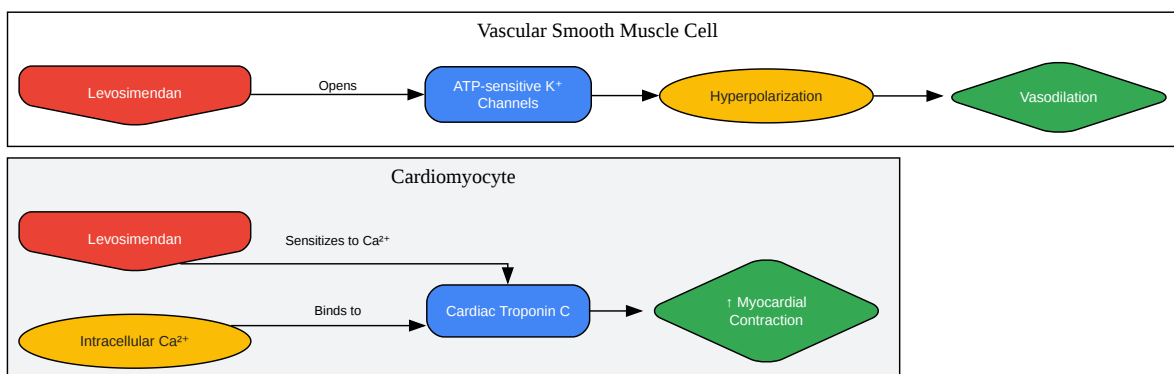 Vascular Smooth Muscle Cell
Levosimendan
Opens
ATP-sensitive K⁺
Channels
Hyperpolarization
Vasodilation
Cardiomyocyte
Levosimendan
Sensitizes to Ca²⁺
Intracellular Ca²⁺
Binds to
Cardiac Troponin C
↑ Myocardial
Contraction